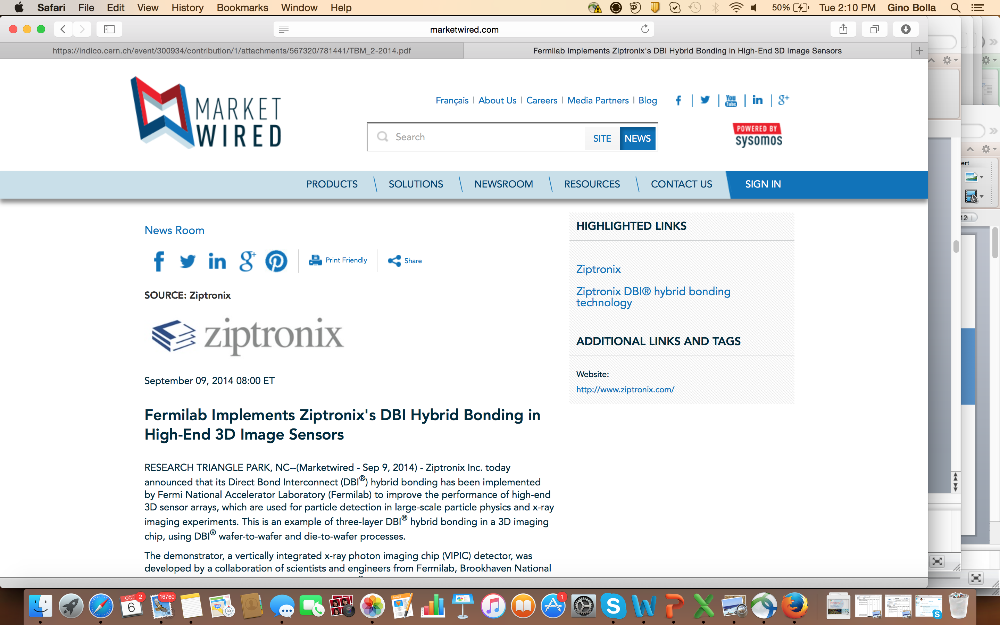 Safari File Edit View History Bookmarks Window Help 50% Tue 2:10 PM Gino Bolla
marketwired.com
https://indico.cern.ch/event/300934/contribution/1/attachments/567320/781441/TBM_2-2014.pdf Fermilab Implements Ziptronix's DBI Hybrid Bonding in High-End 3D Image Sensors
MARKET
WIRED
Français About Us Careers Media Partners Blog You Tube
Search SITE NEWS
POWERED BY
sysomos
ert
PRODUCTS SOLUTIONS NEWSROOM RESOURCES CONTACT US SIGN IN
12
News Room
Print Friendly Share
SOURCE: Ziptronix
ziptronix
September 09, 2014 08:00 ET
Fermilab Implements Ziptronix's DBI Hybrid Bonding in
High-End 3D Image Sensors
RESEARCH TRIANGLE PARK, NC--(Marketwired - Sep 9, 2014) - Ziptronix Inc. today
announced that its Direct Bond Interconnect (DBI®) hybrid bonding has been implemented
by Fermi National Accelerator Laboratory (Fermilab) to improve the performance of high-end
3D sensor arrays, which are used for particle detection in large-scale particle physics and x-ray
imaging experiments. This is an example of three-layer DBI® hybrid bonding in a 3D imaging
chip, using DBI® wafer-to-wafer and die-to-wafer processes.
The demonstrator, a vertically integrated x-ray photon imaging chip (VIPIC) detector, was
developed by a collaboration of scientists and engineers from Fermilab, Brookhaven National
HIGHLIGHTED LINKS
Ziptronix
Ziptronix DBI® hybrid bonding
technology
ADDITIONAL LINKS AND TAGS
Website:
http://www.ziptronix.com/
OCT 2
6
16760
280
3D
PAGES
1